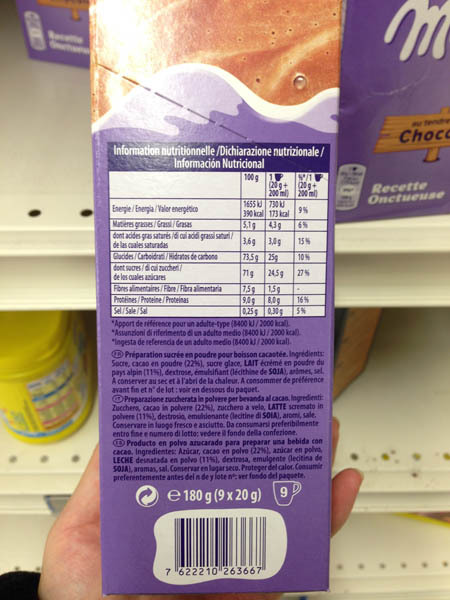 Recette
Onctueuse
au tendre
Choco
Recette
Onctueuse
Information nutritionnelle / Dichiarazione nutrizionale /
Información Nutricional
100 g 1 (20 g + 200 ml) %*/1 (20 g + 200 ml)
Energie / Energia / Valor energético 1655 kJ 390 kcal 730 kJ 173 kcal 9 %
Matières grasses / Grassi / Grasas 5,1 g 4,3 g 6 %
dont acides gras saturés / di cui acidi grassi saturi / de las cuales saturadas 3,6 g 3,0 g 15 %
Glucides / Carboidrati / Hidratos de carbono 73,5 g 25g 10 %
dont sucres / di cui zuccheri / de los cuales azúcares 71 g 24,5 g 27 %
Fibres alimentaires / Fibre / Fibra alimentaria 7,5 g 1,5 g -
Protéines / Proteine / Proteínas 9,0 g 8,0 g 16 %
Sel / Sale / Sal 0,25 g 0,30 g 5 %
*Apport de référence pour un adulte-type (8400 kJ / 2000 kcal).
*Assunzioni di riferimento di un adulto medio (8400 kJ / 2000 kcal).
*Ingesta de referencia de un adulto medio (8400 kJ / 2000 kcal).
FR Préparation sucrée en poudre pour boisson cacaotée. Ingrédients:
Sucre, cacao en poudre (22%), sucre glace, LAIT écrémé en poudre du
pays alpin (11%), dextrose, émulsifiant (lécithine de SOJA), arômes, sel.
A conserver au sec et à l'abri de la chaleur. A consommer de préférence
avant fin et n° de lot : voir en dessous du paquet.
IT Preparazione zuccherata in polvere per bevanda al cacao. Ingredienti:
Zucchero, cacao in polvere (22%), zucchero a velo, LATTE scremato in
polvere (11%), destrosio, emulsionante (lecitine di SOIA), aromi, sale.
Conservare in luogo fresco e asciutto. Da consumarsi preferibilmente
entro fine e numero di lotto: vedere il fondo della confezione.
ES Producto en polvo azucarado para preparar una bebida con
cacao. Ingredientes: Azúcar, cacao en polvo (22%), azúcar en polvo,
LECHE desnatada en polvo (11%), dextrosa, emulgente (lecitina de
SOJA), aromas, sal. Conservar en lugar seco. Proteger del calor. Consumir
preferentemente antes del n de y lote nº: ver fondo del paquete.
e 180 g (9 x 20 g) 9
7 622210 263667